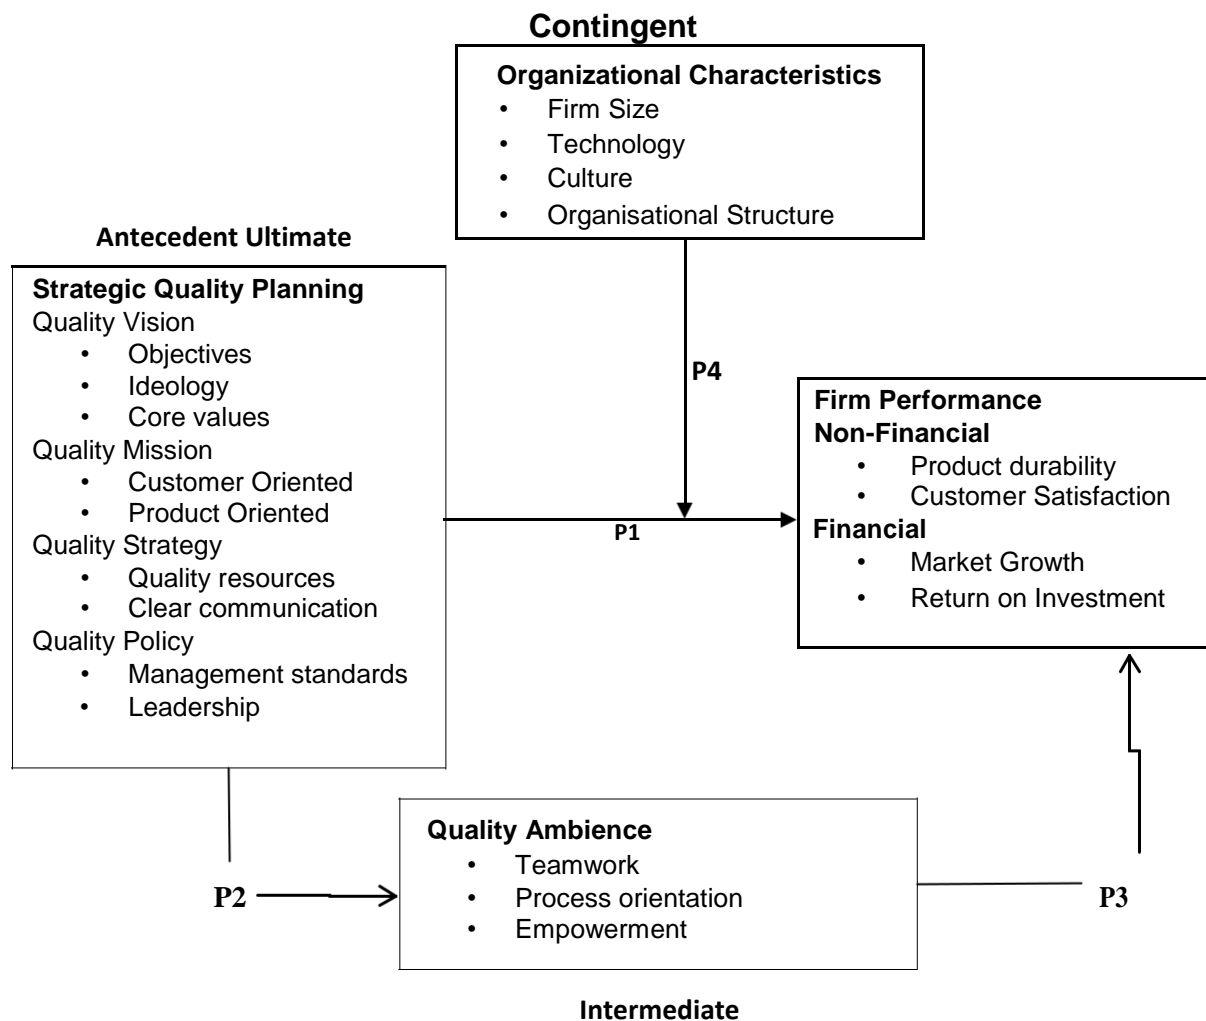 Contingent
Organizational Characteristics
• Firm Size
• Technology
• Culture
• Organisational Structure
Antecedent Ultimate
Strategic Quality Planning
Quality Vision
• Objectives
• Ideology
• Core values
Quality Mission
• Customer Oriented
• Product Oriented
Quality Strategy
• Quality resources
• Clear communication
Quality Policy
• Management standards
• Leadership
P4
P1
Firm Performance
Non-Financial
• Product durability
• Customer Satisfaction
Financial
• Market Growth
• Return on Investment
P2
Quality Ambience
• Teamwork
• Process orientation
• Empowerment
P3
Intermediate